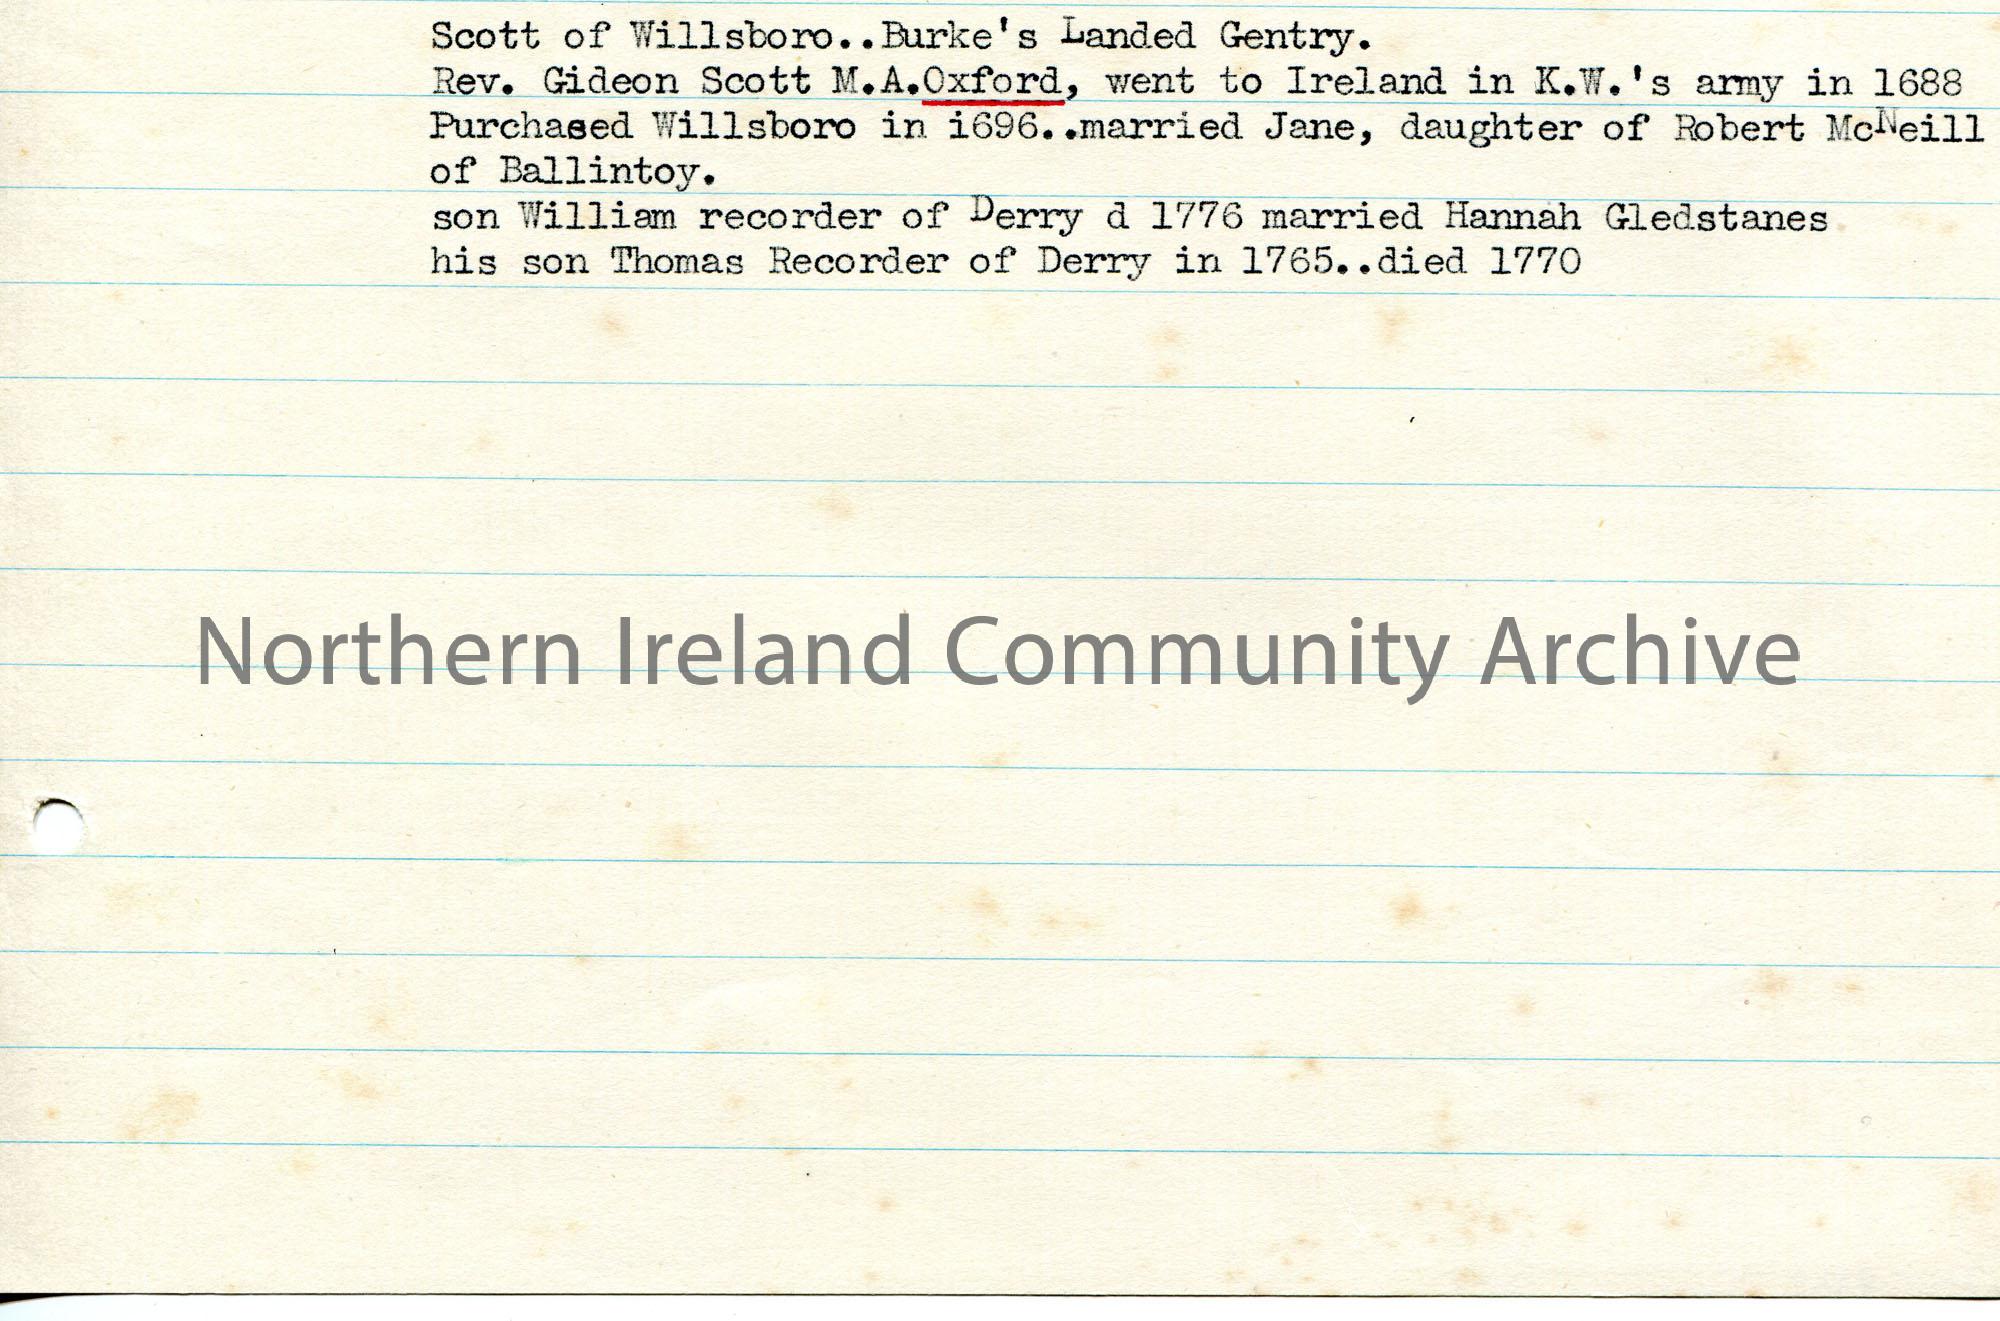 Scott of Willsboro..Burke's Landed Gentry.
Rev. Gideon Scott M.A.Oxford, went to Ireland in K.W.'s army in 1688
Purchased Willsboro in i696..married Jane, daughter of Robert McNeill
of Ballintoy.
son William recorder of Derry d 1776 married Hannah Gledstanes
his son Thomas Recorder of Derry in 1765..died 1770
Northern Ireland Community Archive